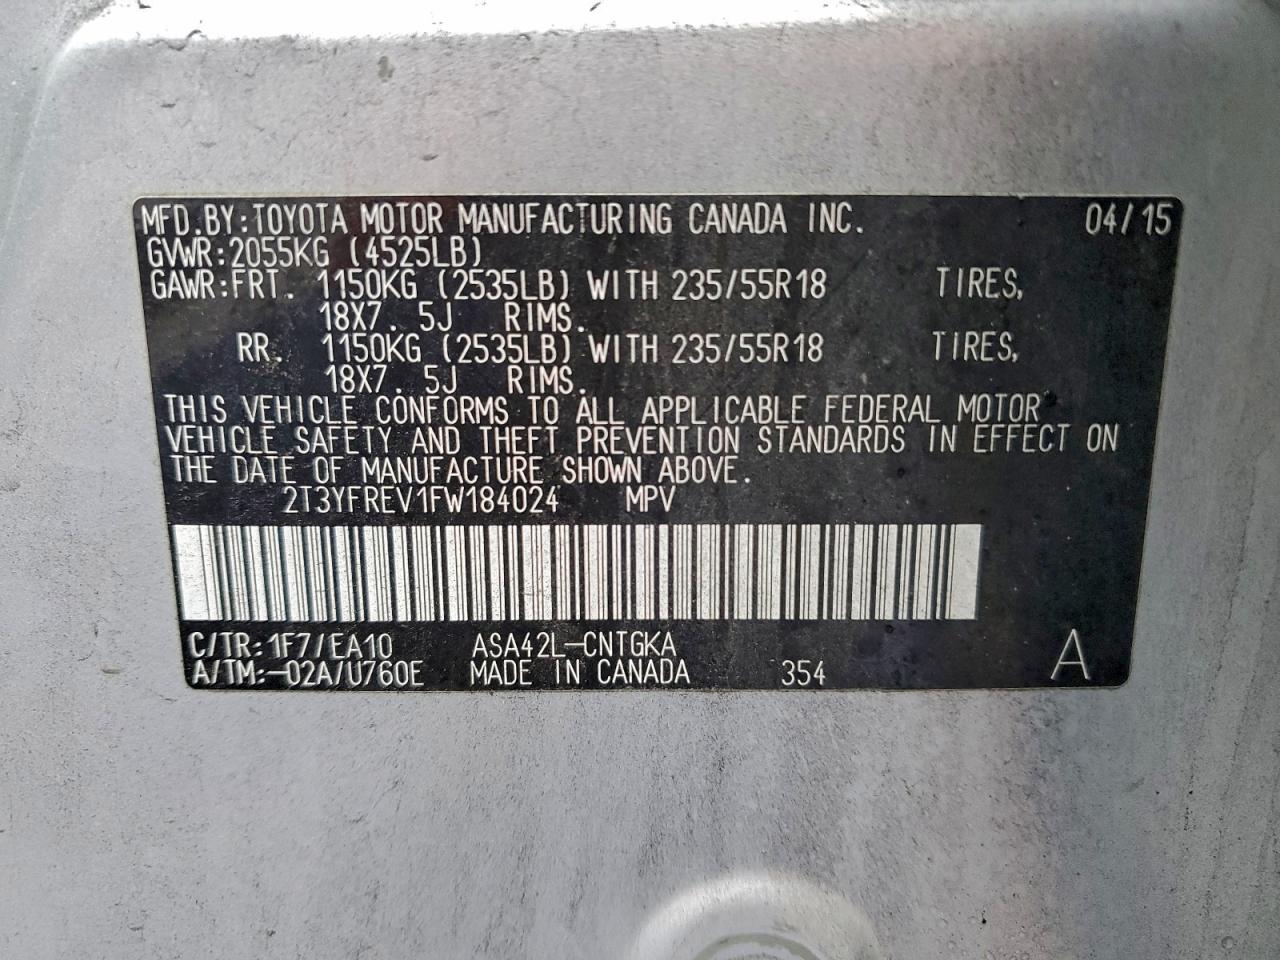 MFD.BY:TOYOTA MOTOR MANUFACTURING CANADA INC. 04/15
GVWR:2055KG (4525LB)
GAWR:FRT. 1150KG (2535LB) WITH 235/55R18 TIRES,
18X7. 5J RIMS.
RR. 1150KG (2535LB) WITH 235/55R18 TIRES,
18X7. 5J RIMS.
THIS VEHICLE CONFORMS TO ALL APPLICABLE FEDERAL MOTOR
VEHICLE SAFETY AND THEFT PREVENTION STANDARDS IN EFFECT ON
THE DATE OF MANUFACTURE SHOWN ABOVE.
2T3YFREV1FW184024 MPV
C/TR:1F7/EA10 ASA42L-CNTGKA
A/TM:-02A/U760E MADE IN CANADA 354 A